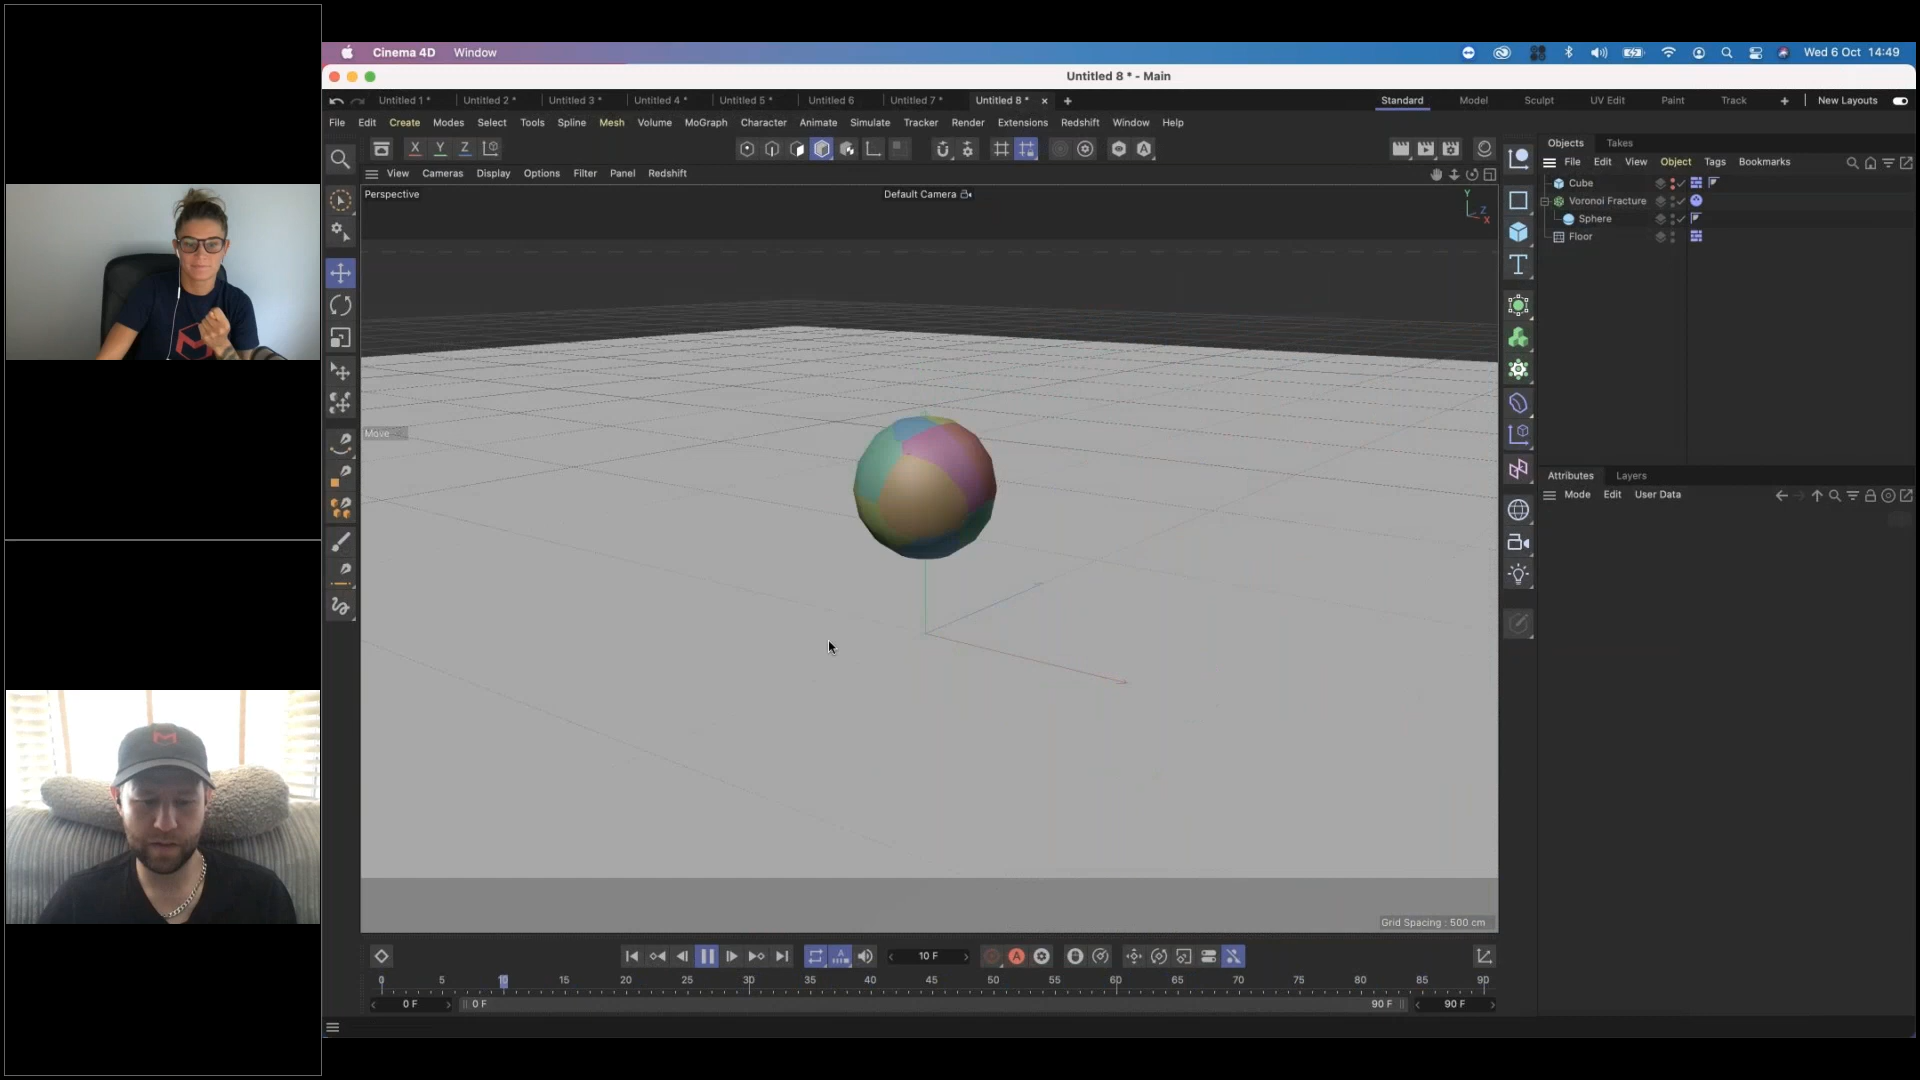 Cinema 4D Window
Wed 6 Oct 14:49
Untitled 8 * - Main
Untitled 1 * Untitled 2 * Untitled 3 * Untitled 4 * Untitled 5 * Untitled 6 Untitled 7 * Untitled 8 * × +
Standard Model Sculpt UV Edit Paint Track + New Layouts
File Edit Create Modes Select Tools Spline Mesh Volume MoGraph Character Animate Simulate Tracker Render Extensions Redshift Window Help
X Y Z
Objects Takes
File Edit View Object Tags Bookmarks
View Cameras Display Options Filter Panel Redshift
Perspective
Default Camera
Y
Z
X
Cube
Voronoi Fracture
Sphere
Floor
Move
Attributes Layers
Mode Edit User Data
Grid Spacing : 500 cm
10 F
0 5 10 15 20 25 30 35 40 45 50 55 60 65 70 75 80 85 90
0 F 0 F 90 F 90 F